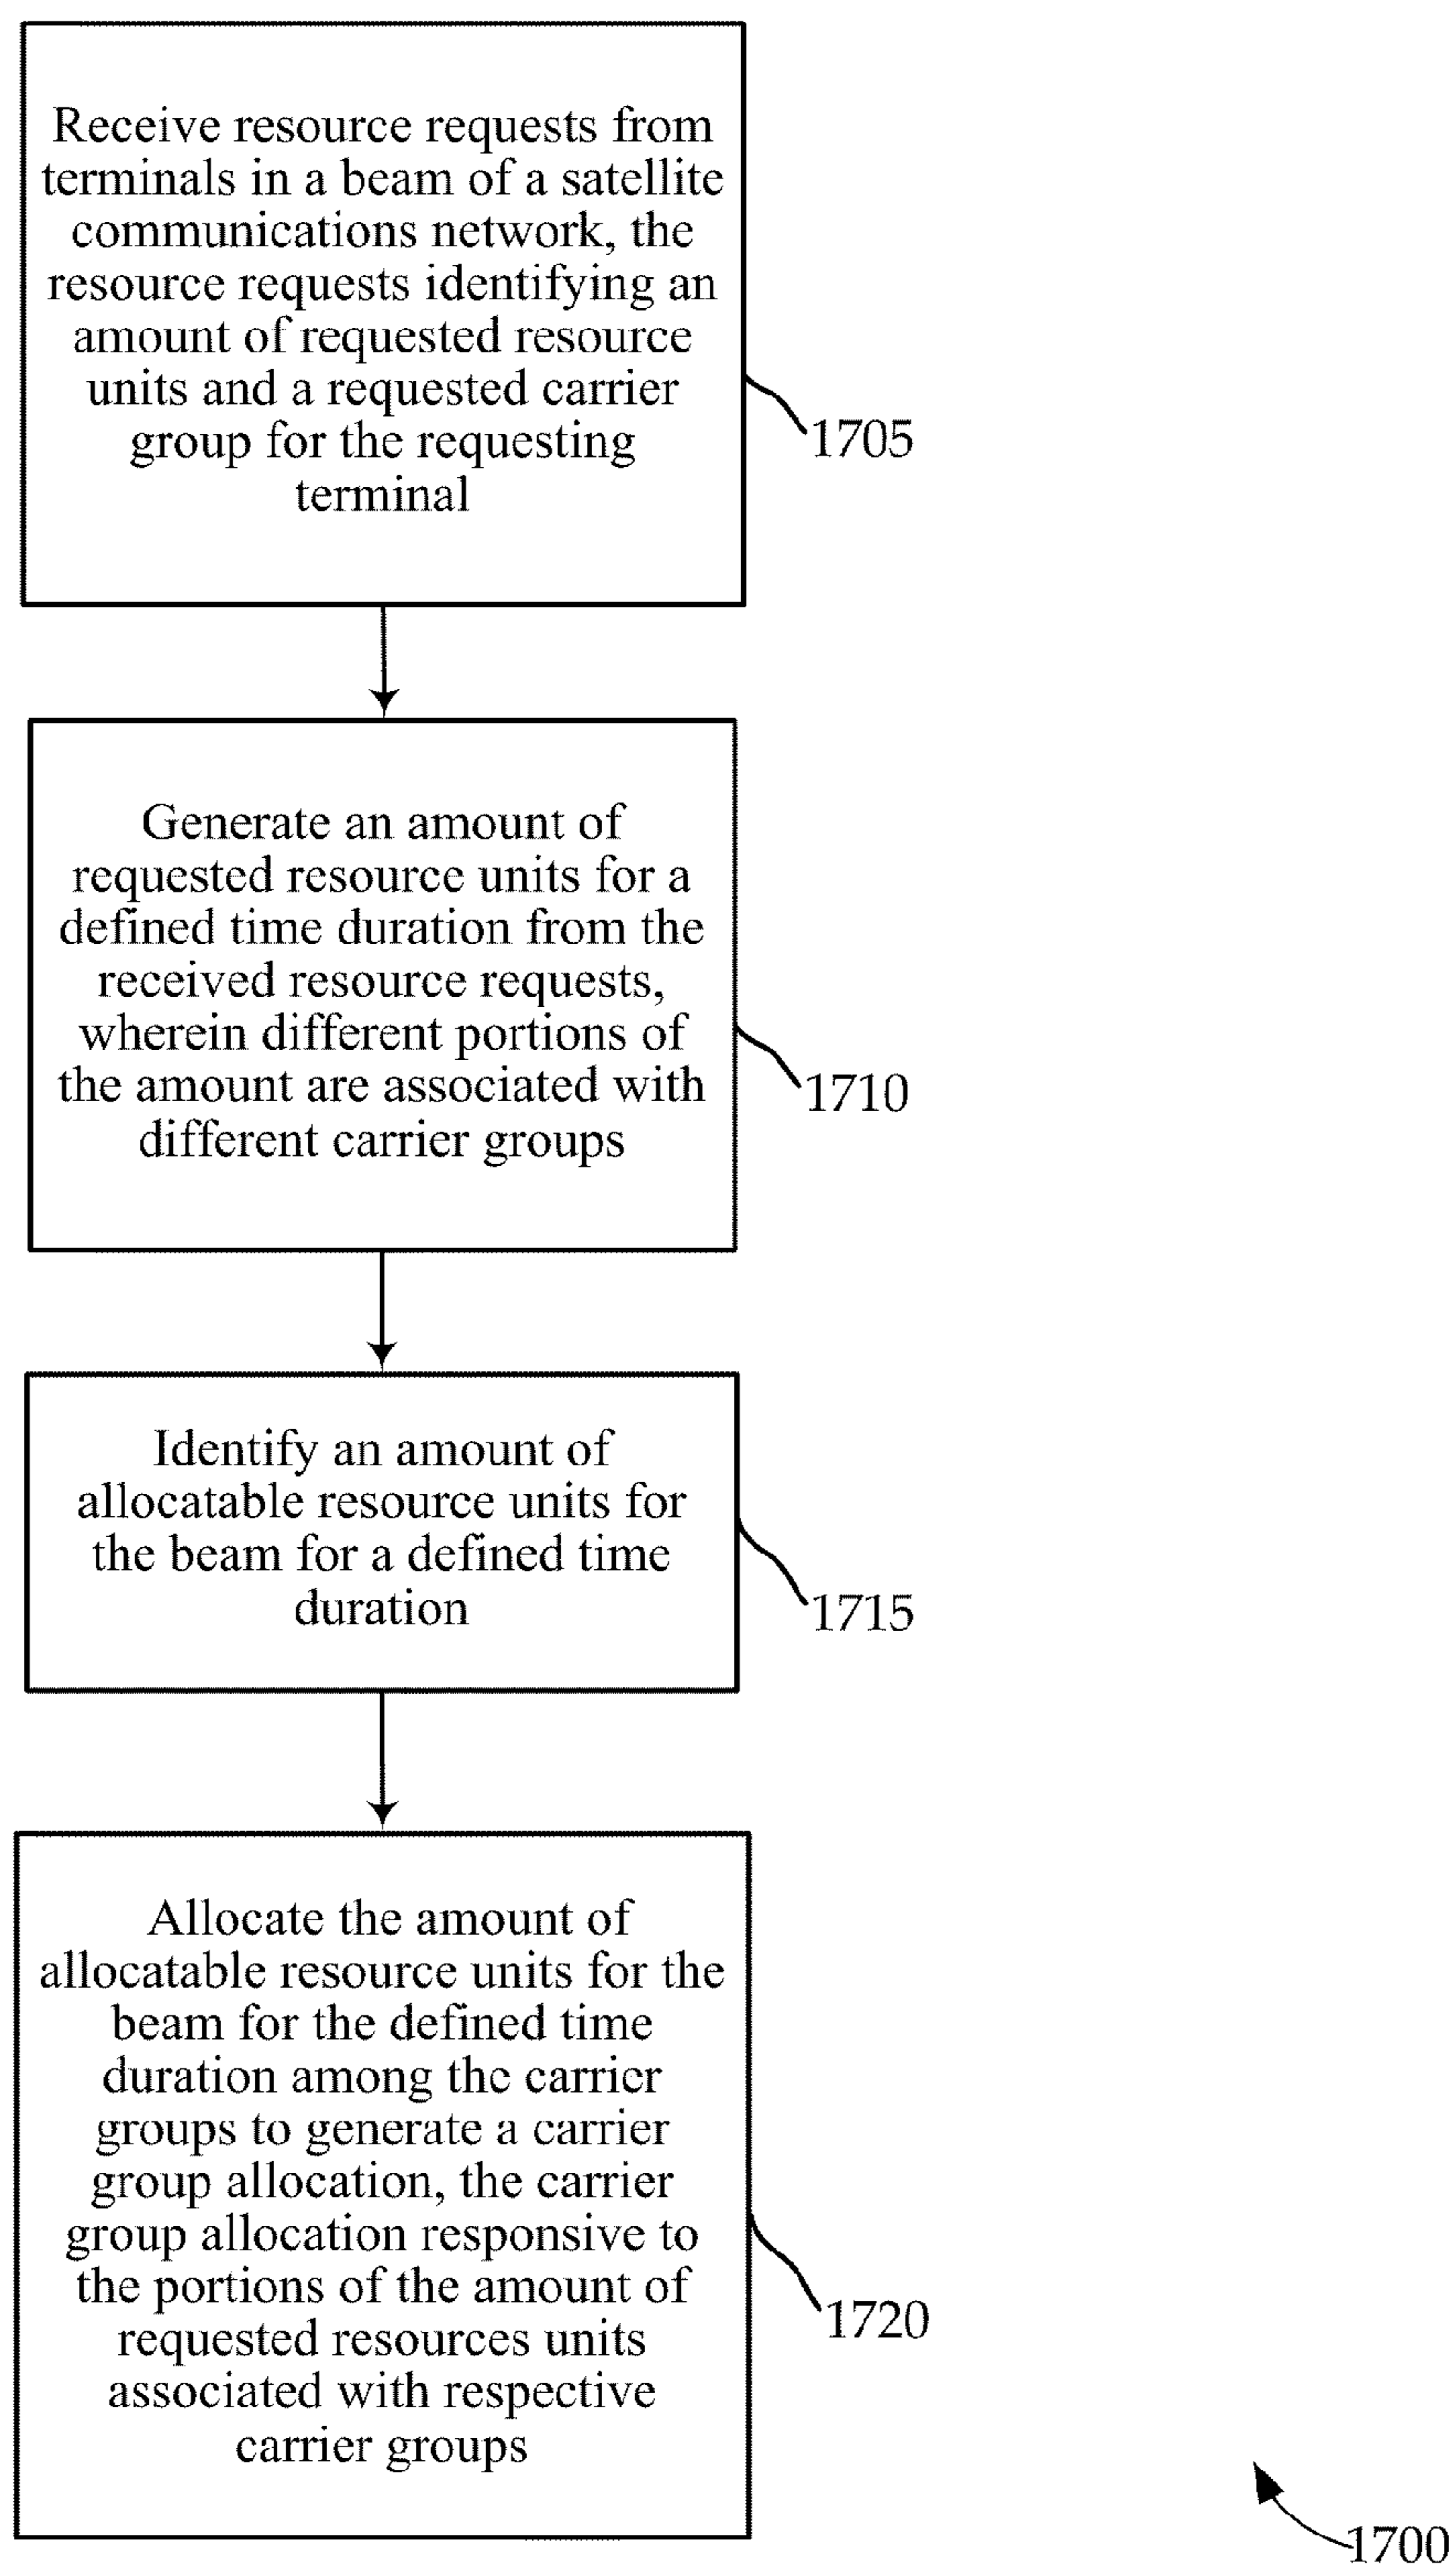 Receive resource requests from
terminals in a beam of a satellite
communications network, the
resource requests identifying an
amount of requested resource
units and a requested carrier
group for the requesting
terminal
1705
Generate an amount of
requested resource units for a
defined time duration from the
received resource requests,
wherein different portions of
the amount are associated with
different carrier groups
1710
Identify an amount of
allocatable resource units for
the beam for a defined time
duration
1715
Allocate the amount of
allocatable resource units for the
beam for the defined time
duration among the carrier
groups to generate a carrier
group allocation, the carrier
group allocation responsive to
the portions of the amount of
requested resources units
associated with respective
carrier groups
1720
1700